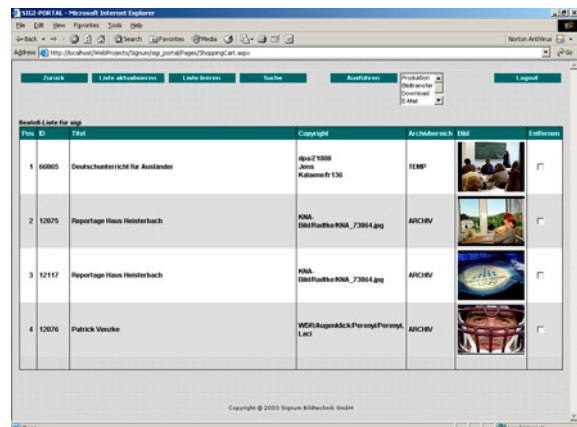 SIGI-PORTAL - Microsoft Internet Explorer
File Edit View Favorites Tools Help
Back Search Favorites Media Norton AntiVirus
Address http://localhost/WebProjects/Signum/sigi_portal/Pages/ShoppingCart.aspx Go
Zurück Liste aktualisieren Liste leeren Suche Ausführen Produktion Logout
Bildtransfer
Download
E-Mail
Bestell-Liste für sigi
Pos ID Titel Copyright Archivbereich Bild Entfernen
1 66865 Deutschunterricht für Ausländer dpa/Z1008 Jens TEMP
2 12075 Reportage Haus Heisterbach KNA-Bild/Radtke/KNA_73864.jpg ARCHIV
3 12117 Reportage Haus Heisterbach KNA-Bild/Radtke/KNA_73864.jpg ARCHIV
4 12076 Patrick Venzke WDR/Augenklick/Perenyi/Perenyi, Laci ARCHIV
Copyright @ 2003 Signum Bildtechnik GmbH